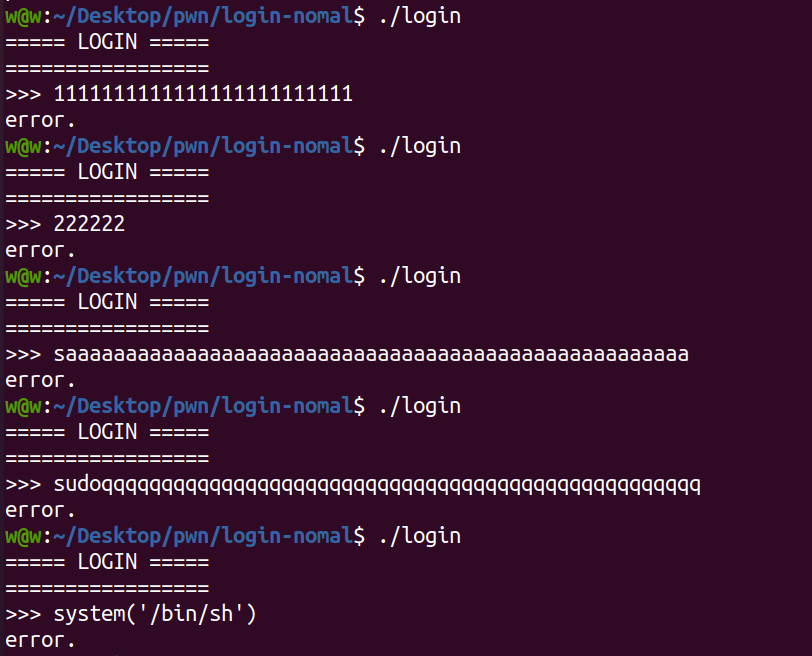 w@w:~/Desktop/pwn/login-nomal$ ./login
===== LOGIN =====
=================
>>> 1111111111111111111111111
error.
w@w:~/Desktop/pwn/login-nomal$ ./login
===== LOGIN =====
=================
>>> 222222
error.
w@w:~/Desktop/pwn/login-nomal$ ./login
===== LOGIN =====
=================
>>> saaaaaaaaaaaaaaaaaaaaaaaaaaaaaaaaaaaaaaaaaaaaaaaaaaaa
error.
w@w:~/Desktop/pwn/login-nomal$ ./login
===== LOGIN =====
=================
>>> sudoqqqqqqqqqqqqqqqqqqqqqqqqqqqqqqqqqqqqqqqqqqqqqqqqqq
error.
w@w:~/Desktop/pwn/login-nomal$ ./login
===== LOGIN =====
=================
>>> system('/bin/sh')
error.